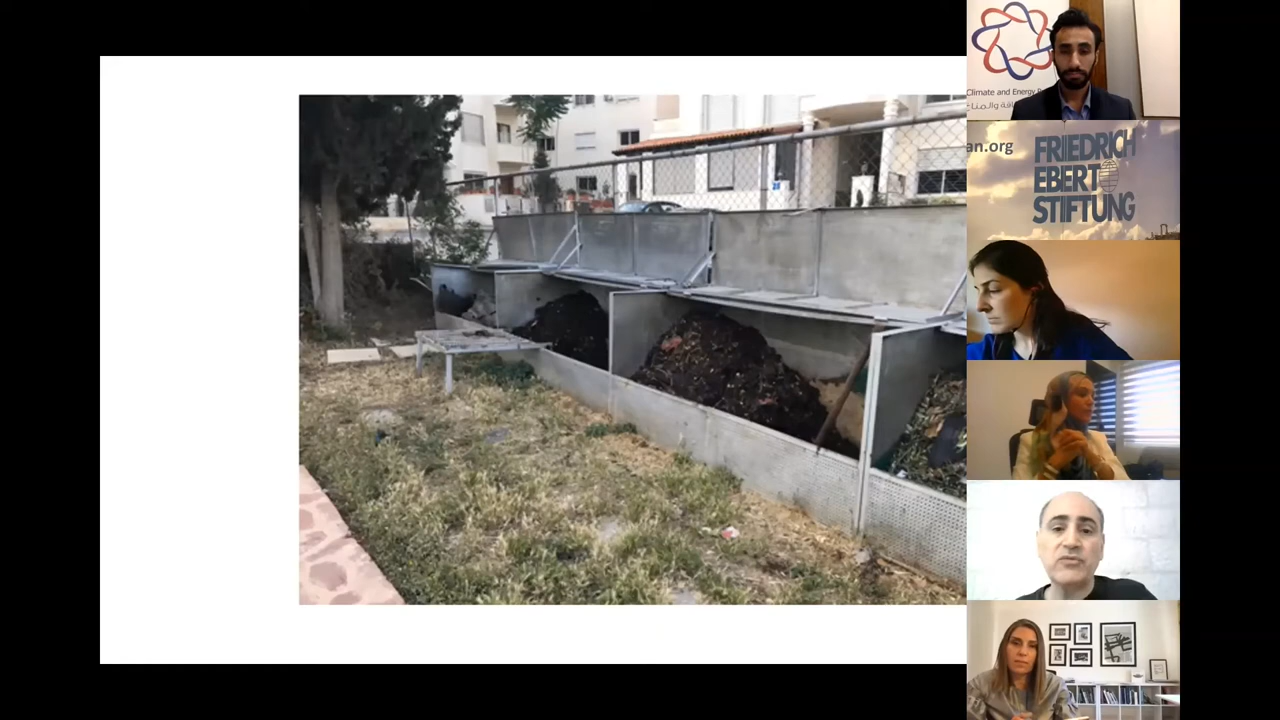 Climate and Energy
an.org
FRIEDRICH
EBERT
STIFTUNG